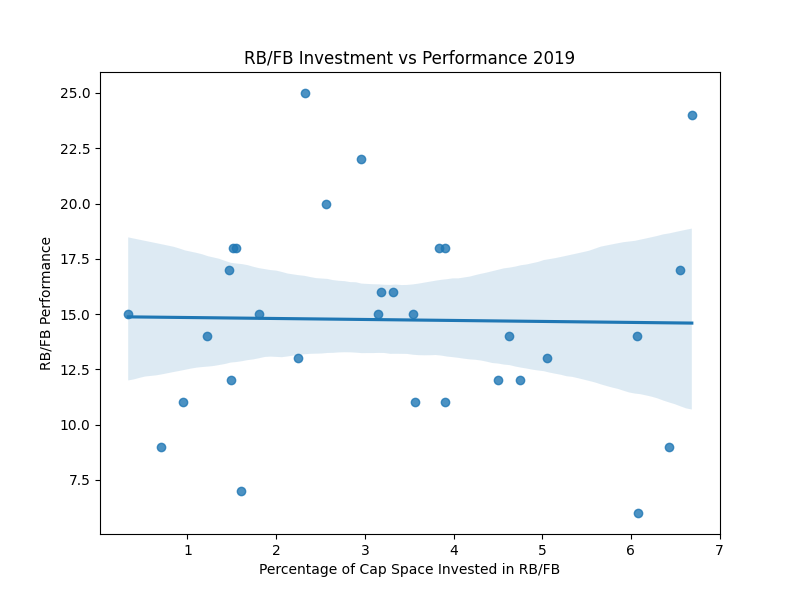 RB/FB Investment vs Performance 2019
RB/FB Performance
25.0
22.5
20.0
17.5
15.0
12.5
10.0
7.5
1 2 3 4 5 6 7
Percentage of Cap Space Invested in RB/FB